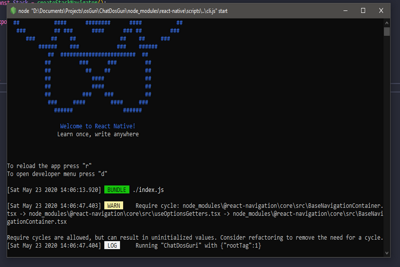 node "D:\Documents\Projects\osGuri\ChatDosGuri\node_modules\react-native\scripts\..\cli.js" start
Welcome to React Native!
Learn once, write anywhere
To reload the app press "r"
To open developer menu press "d"
[Sat May 23 2020 14:06:13.920] BUNDLE ./index.js
[Sat May 23 2020 14:06:47.403] WARN Require cycle: node_modules\@react-navigation\core\src\BaseNavigationContainer.
tsx -> node_modules\@react-navigation\core\src\useOptionsGetters.tsx -> node_modules\@react-navigation\core\src\BaseNavi
gationContainer.tsx
Require cycles are allowed, but can result in uninitialized values. Consider refactoring to remove the need for a cycle.
[Sat May 23 2020 14:06:47.404] LOG Running "ChatDosGuri" with {"rootTag":1}